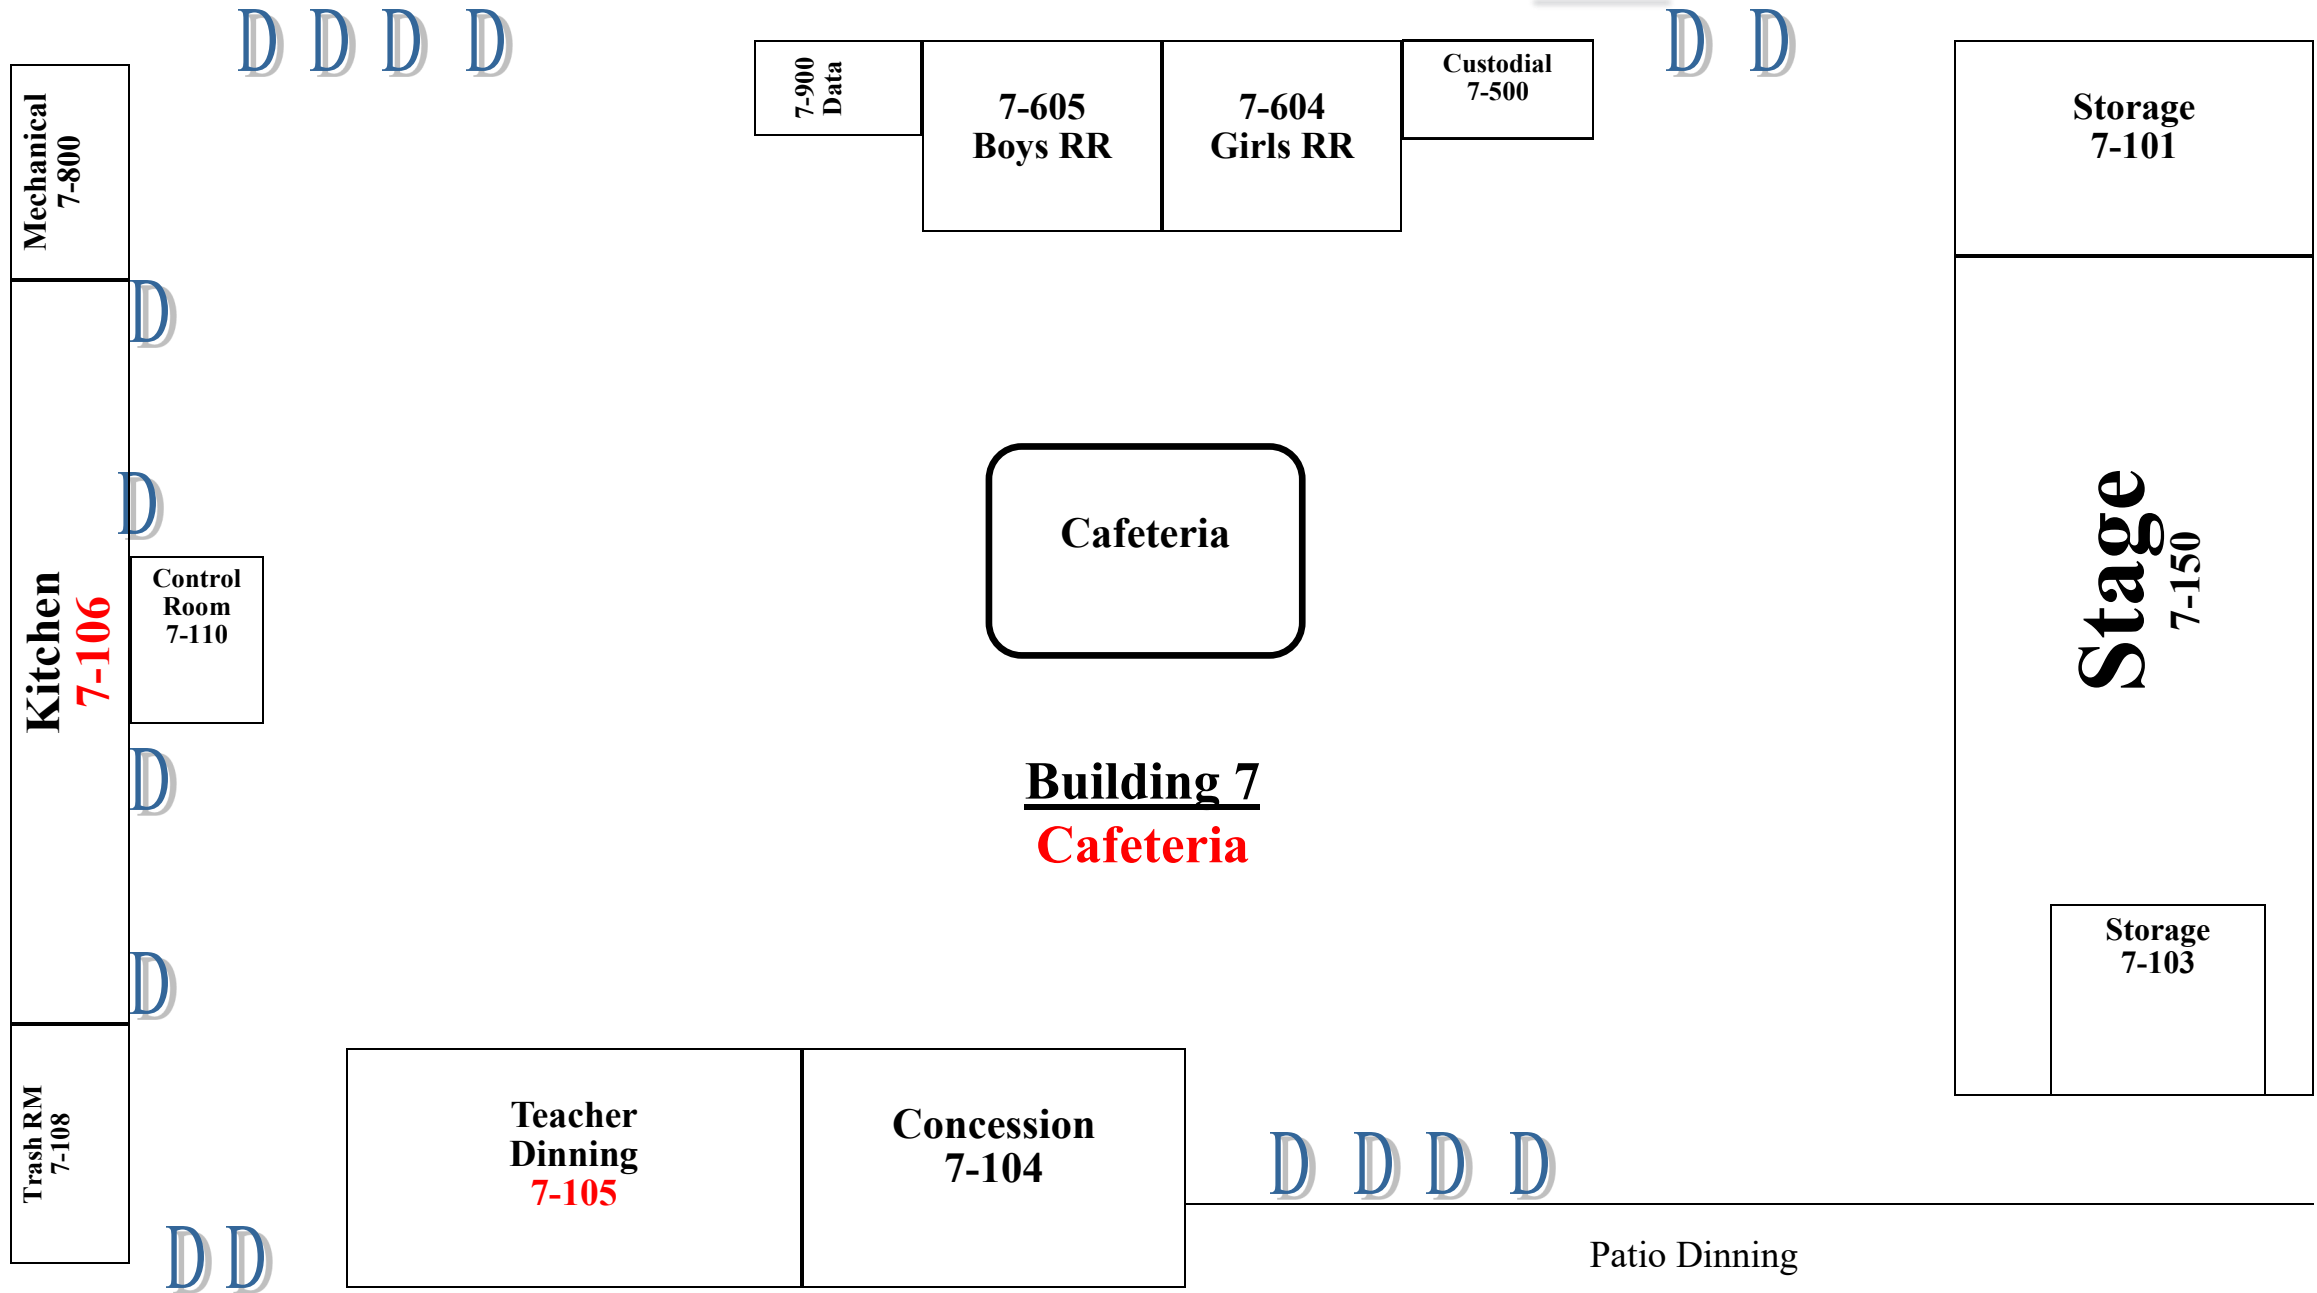 D D D D
D D
Mechanical
7-800
7-900
Data
7-605
Boys RR
7-604
Girls RR
Custodial
7-500
Storage
7-101
D
D
Kitchen
7-106
Control
Room
7-110
D
D
Cafeteria
Building 7
Cafeteria
Stage
7-150
Storage
7-103
Trash RM
7-108
D D
Teacher
Dinning
7-105
Concession
7-104
D D D D
Patio Dinning